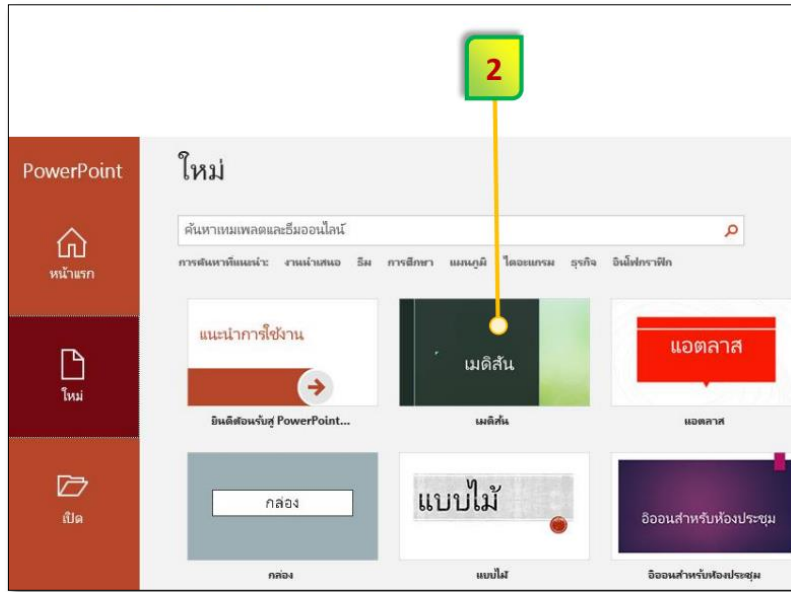 2
PowerPoint
ใหม่
ค้นหาเทมเพลตและธีมออนไลน์
การค้นหาที่แนะนำ: งานนำเสนอ ธีม การศึกษา แผนภูมิ ไดอะแกรม ธุรกิจ อินโฟกราฟิก
หน้าแรก
ใหม่
เปิด
แนะนำการใช้งาน
เมดิสัน
แอตลาส
ยินดีต้อนรับสู่ PowerPoint...
เมดิสัน
แอตลาส
กล่อง
แบบไม้
อิออนสำหรับห้องประชุม
กล่อง
แบบไม้
อิออนสำหรับห้องประชุม